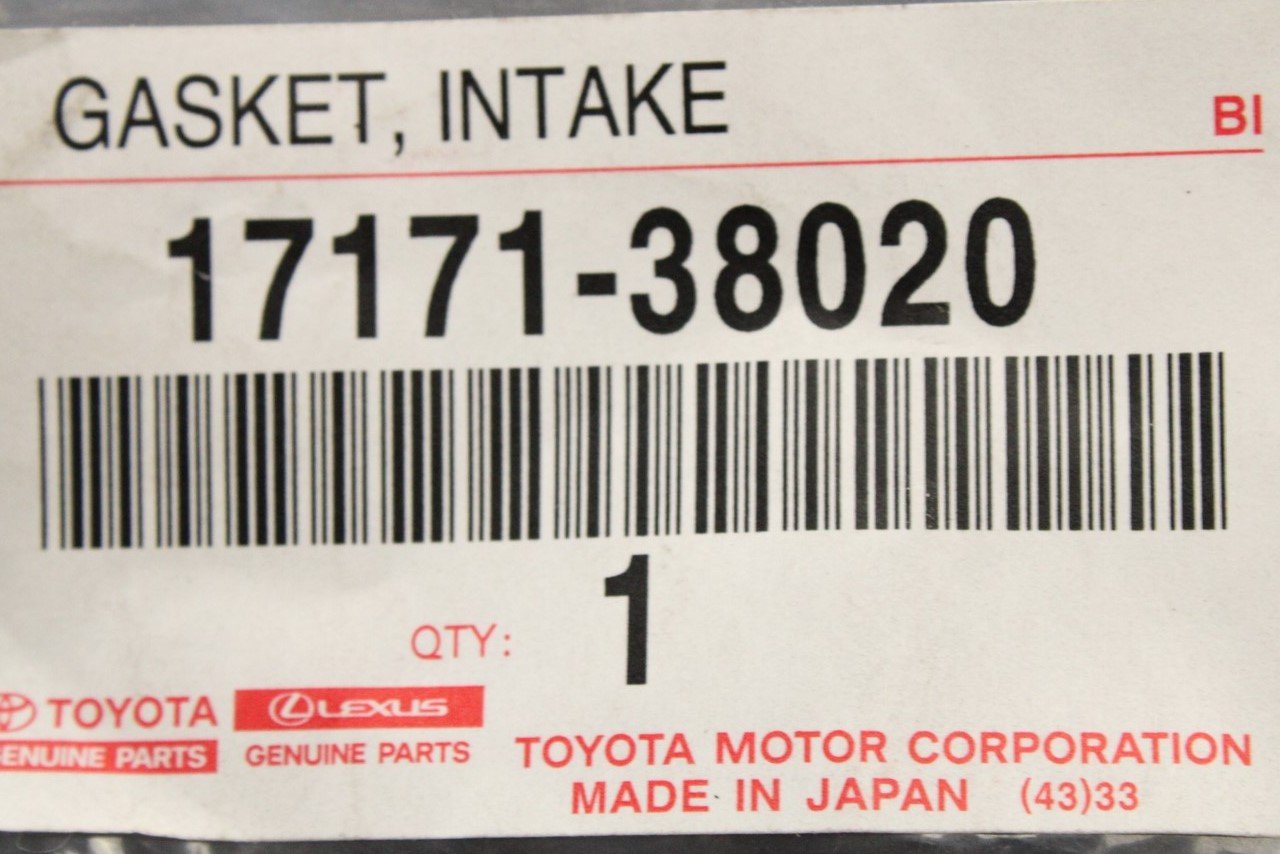 GASKET, INTAKE
BI
17171-38020
1
QTY:
TOYOTA
LEXUS
GENUINE PARTS
GENUINE PARTS
TOYOTA MOTOR CORPORATION
MADE IN JAPAN (43)33